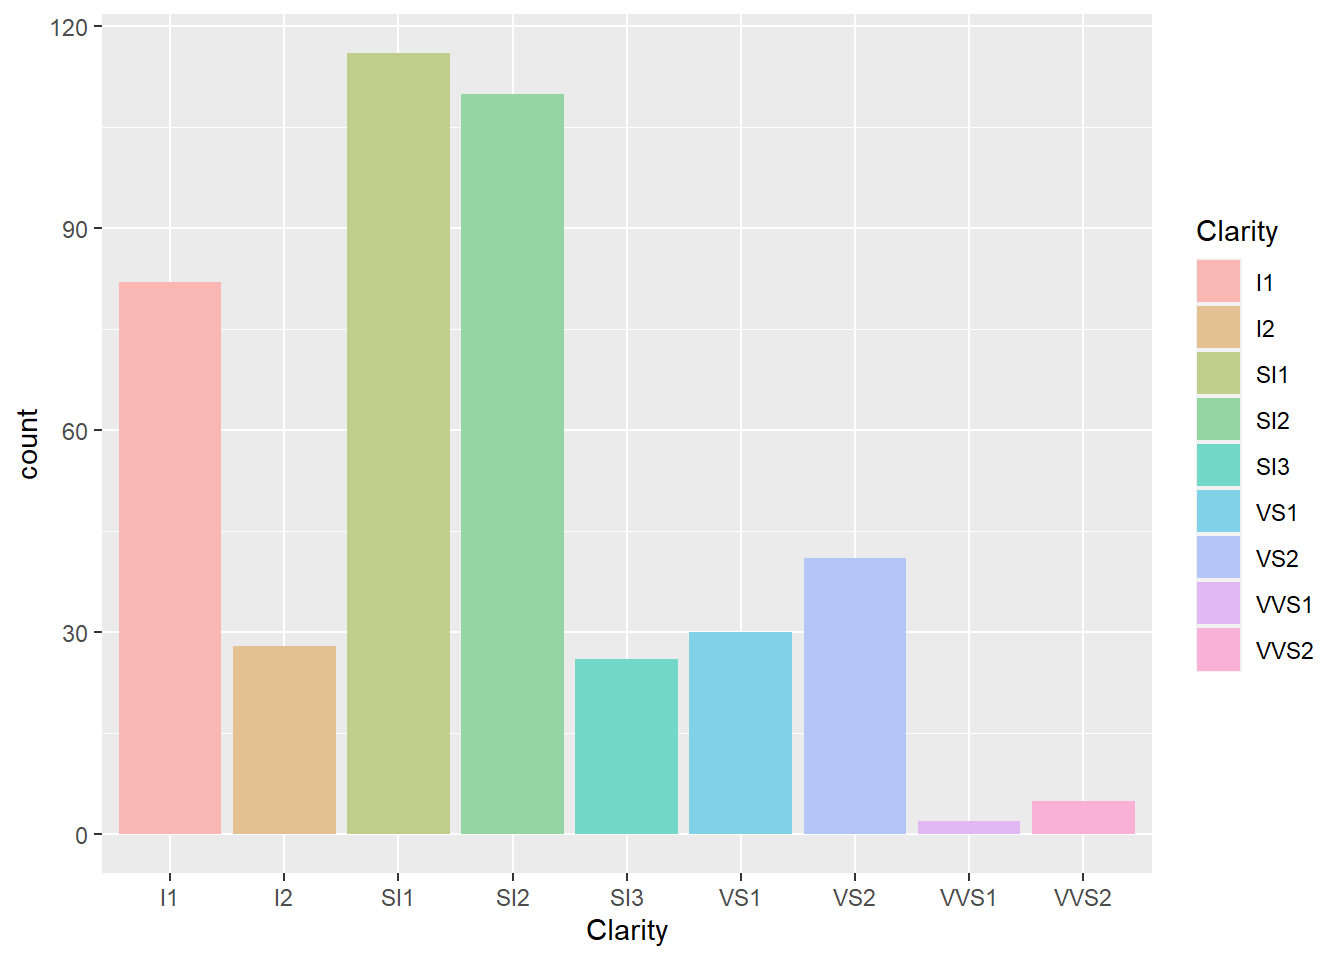 120
90
60
30
0
count
I1 I2 SI1 SI2 SI3 VS1 VS2 VVS1 VVS2
Clarity
Clarity
I1
I2
SI1
SI2
SI3
VS1
VS2
VVS1
VVS2